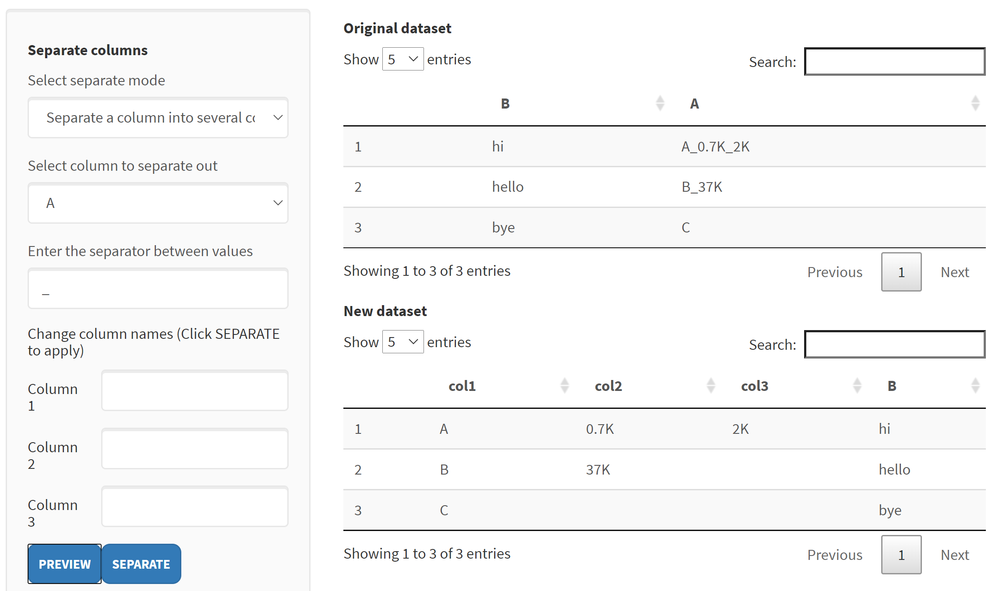 Separate columns
Select separate mode
Separate a column into several co
Select column to separate out
A
Enter the separator between values
_
Change column names (Click SEPARATE
to apply)
Column
1
Column
2
Column
3
PREVIEW SEPARATE
Original dataset
Show 5 entries Search:
B A
1 hi A_0.7K_2K
2 hello B_37K
3 bye C
Showing 1 to 3 of 3 entries Previous 1 Next
New dataset
Show 5 entries Search:
col1 col2 col3 B
1 A 0.7K 2K hi
2 B 37K hello
3 C bye
Showing 1 to 3 of 3 entries Previous 1 Next